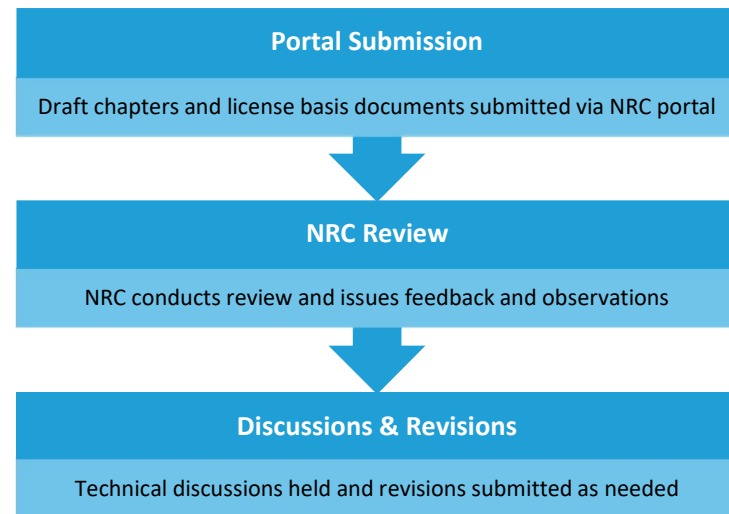 Portal Submission
Draft chapters and license basis documents submitted via NRC portal
NRC Review
NRC conducts review and issues feedback and observations
Discussions & Revisions
Technical discussions held and revisions submitted as needed